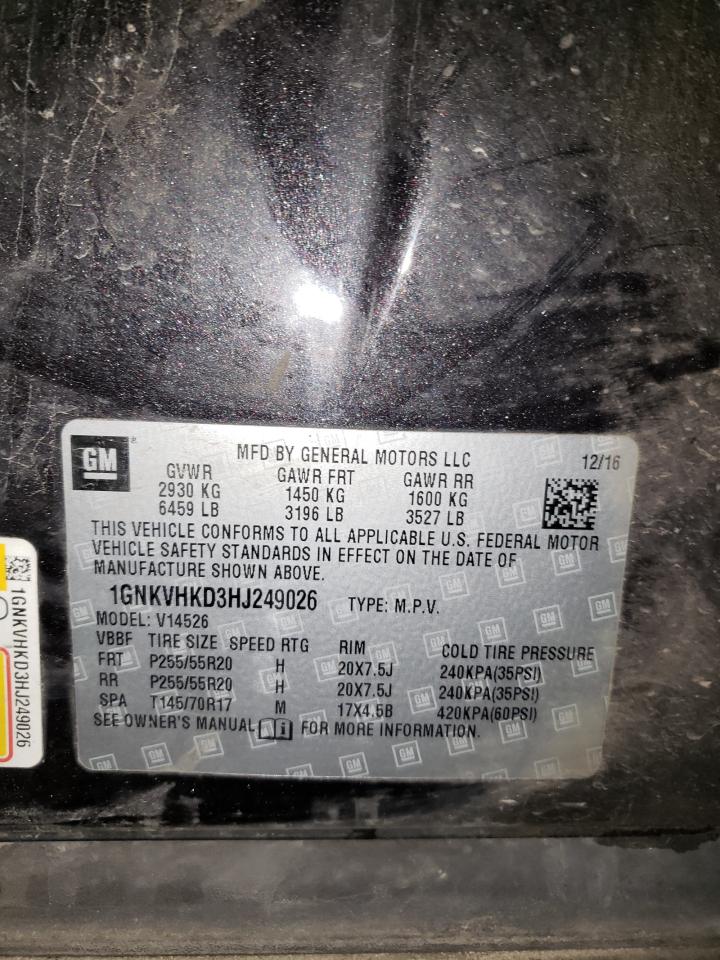 GM
MFD BY GENERAL MOTORS LLC 12/16
GVWR GAWR FRT GAWR RR
2930 KG 1450 KG 1600 KG
6459 LB 3196 LB 3527 LB
THIS VEHICLE CONFORMS TO ALL APPLICABLE U.S. FEDERAL MOTOR
VEHICLE SAFETY STANDARDS IN EFFECT ON THE DATE OF
MANUFACTURE SHOWN ABOVE.
1GNKVHKD3HJ249026 TYPE: M.P.V.
MODEL: V14526
VBBF TIRE SIZE SPEED RTG RIM COLD TIRE PRESSURE
FRT P255/55R20 H 20X7.5J 240KPA(35PSI)
RR P255/55R20 H 20X7.5J 240KPA(35PSI)
SPA T145/70R17 M 17X4.5B 420KPA(60PSI)
SEE OWNER'S MANUAL FOR MORE INFORMATION.
1GNKVHKD3HJ249026